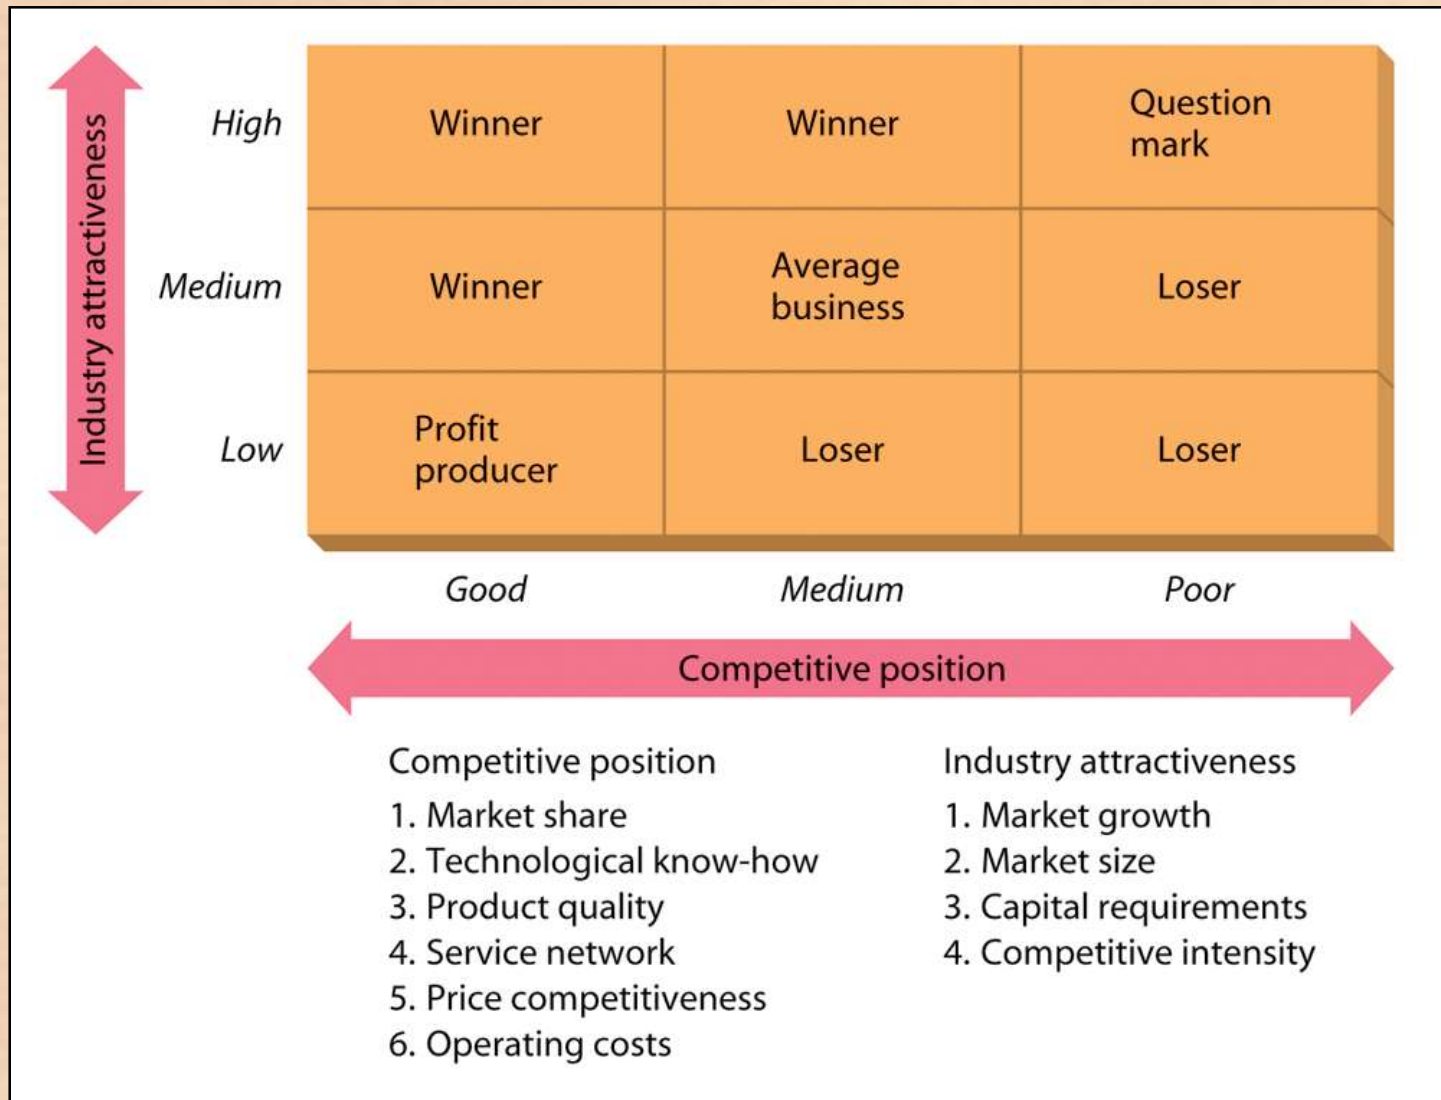 Industry attractiveness
High
Winner
Winner
Question
mark
Medium
Winner
Average
business
Loser
Low
Profit
producer
Loser
Loser
Good
Medium
Poor
Competitive position
Competitive position
1. Market share
2. Technological know-how
3. Product quality
4. Service network
5. Price competitiveness
6. Operating costs
Industry attractiveness
1. Market growth
2. Market size
3. Capital requirements
4. Competitive intensity